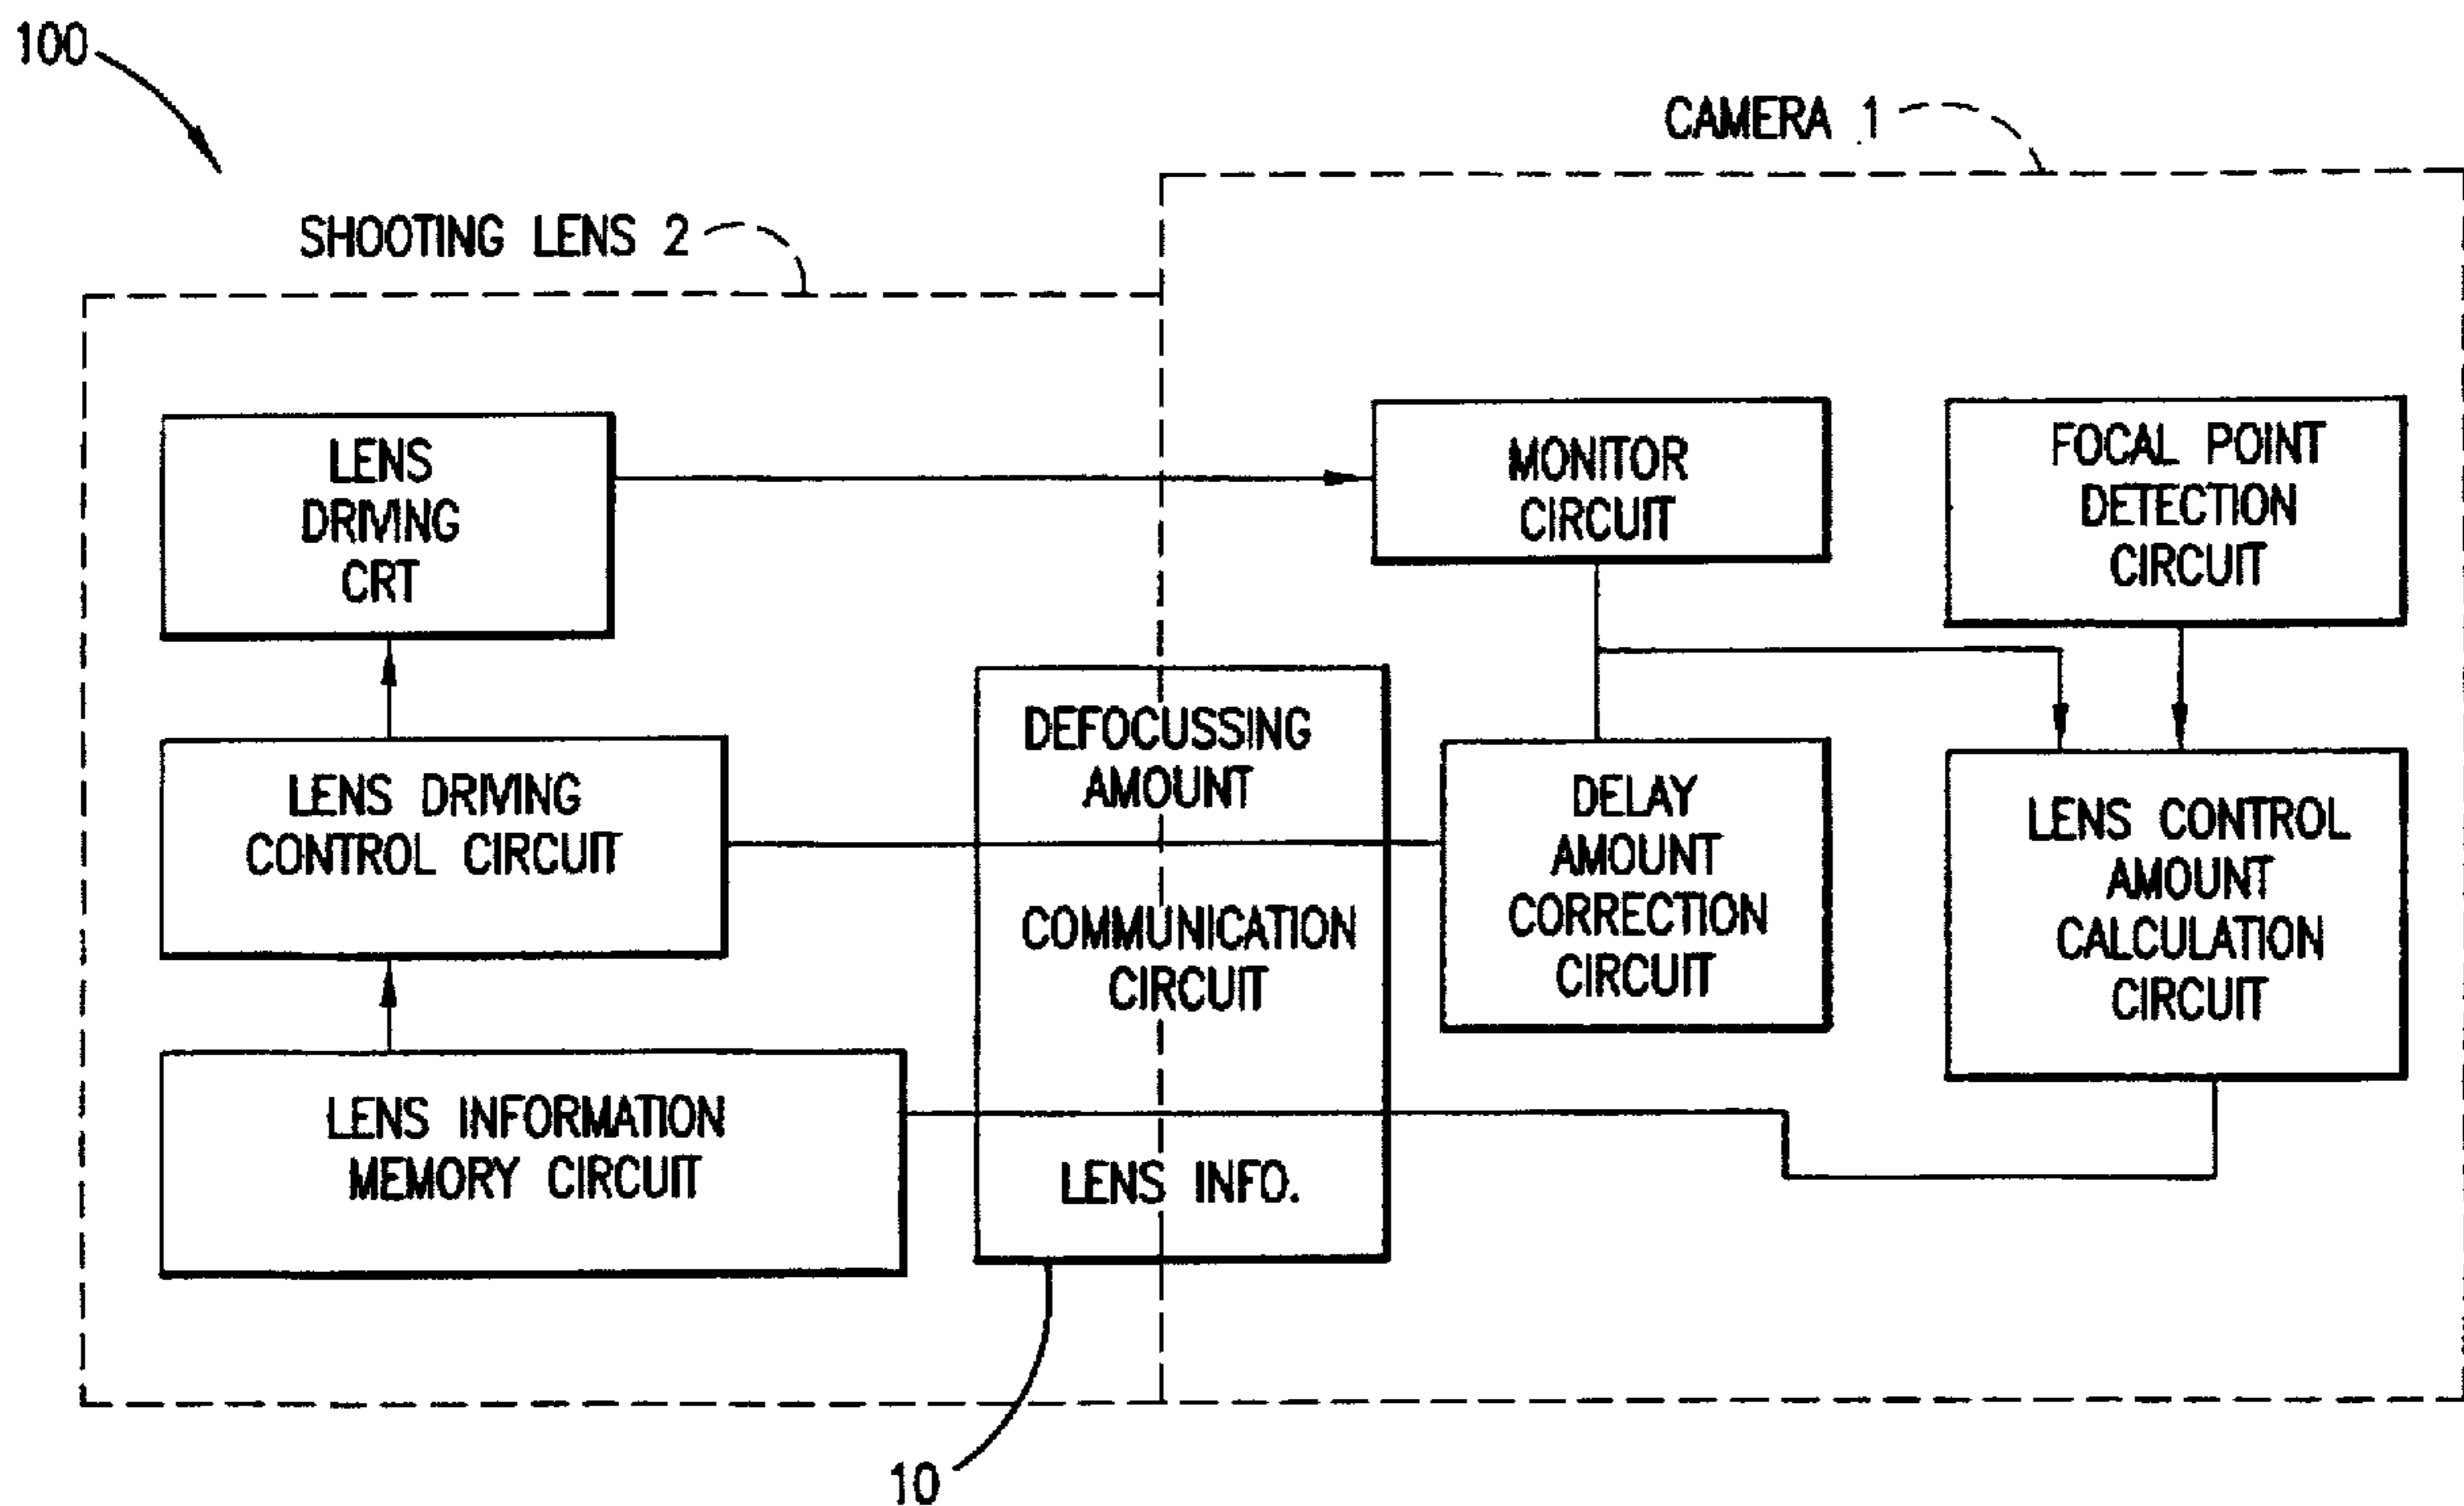 100
CAMERA 1
SHOOTING LENS 2
LENS
DRIVING
CRT
MONITOR
CIRCUIT
FOCAL POINT
DETECTION
CIRCUIT
LENS DRIVING
CONTROL CIRCUIT
DEFOCUSSING
AMOUNT
COMMUNICATION
CIRCUIT
LENS INFO.
DELAY
AMOUNT
CORRECTION
CIRCUIT
LENS CONTROL
AMOUNT
CALCULATION
CIRCUIT
LENS INFORMATION
MEMORY CIRCUIT
10